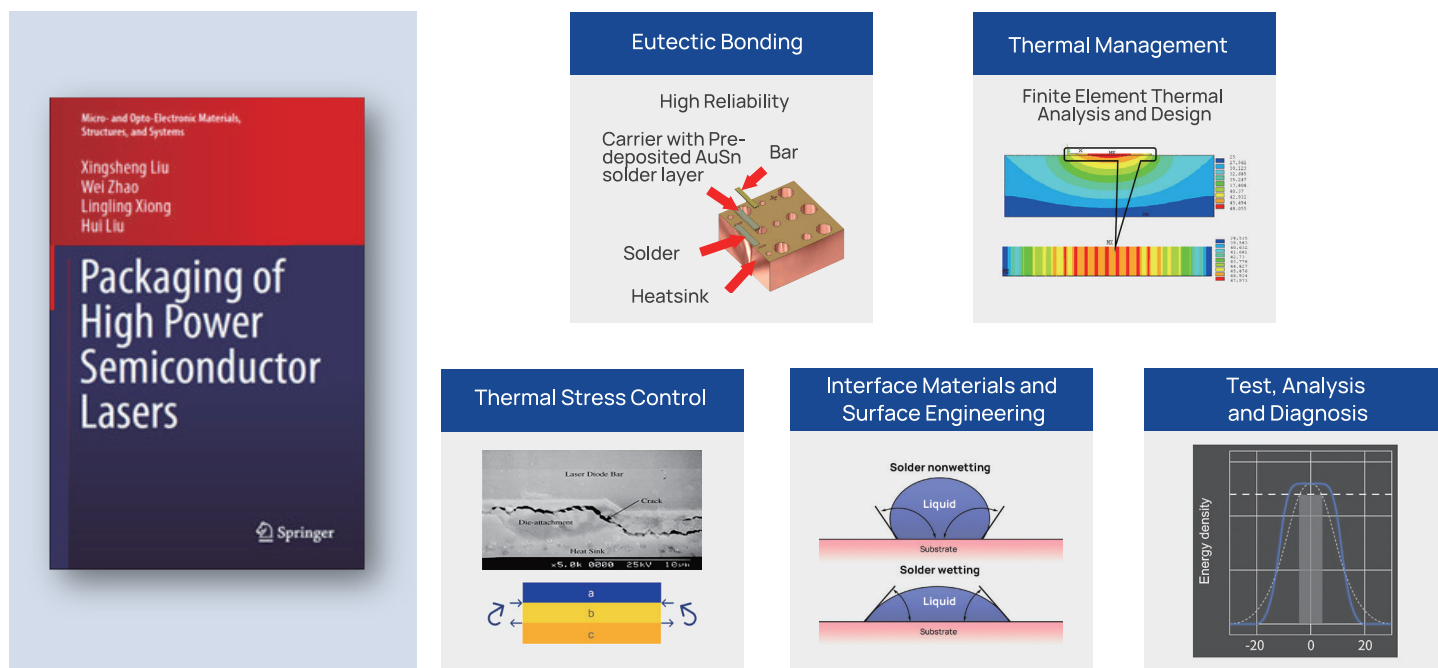 Micro- and Opto-Electronic Materials,
Structures, and Systems
Xingsheng Liu
Wei Zhao
Lingling Xiong
Hui Liu
Packaging of
High Power
Semiconductor
Lasers
Springer
Eutectic Bonding
High Reliability
Carrier with Pre-
deposited AuSn
solder layer
Bar
Solder
Heatsink
Thermal Management
Finite Element Thermal
Analysis and Design
Thermal Stress Control
Laser Diode Bar
Crack
Die-attachment
Heat Sink
x5.0k 0000 25kV 10µm
a
b
c
Interface Materials and
Surface Engineering
Solder nonwetting
Liquid
Substrate
Solder wetting
Liquid
Substrate
Test, Analysis
and Diagnosis
Energy density
-20 0 20